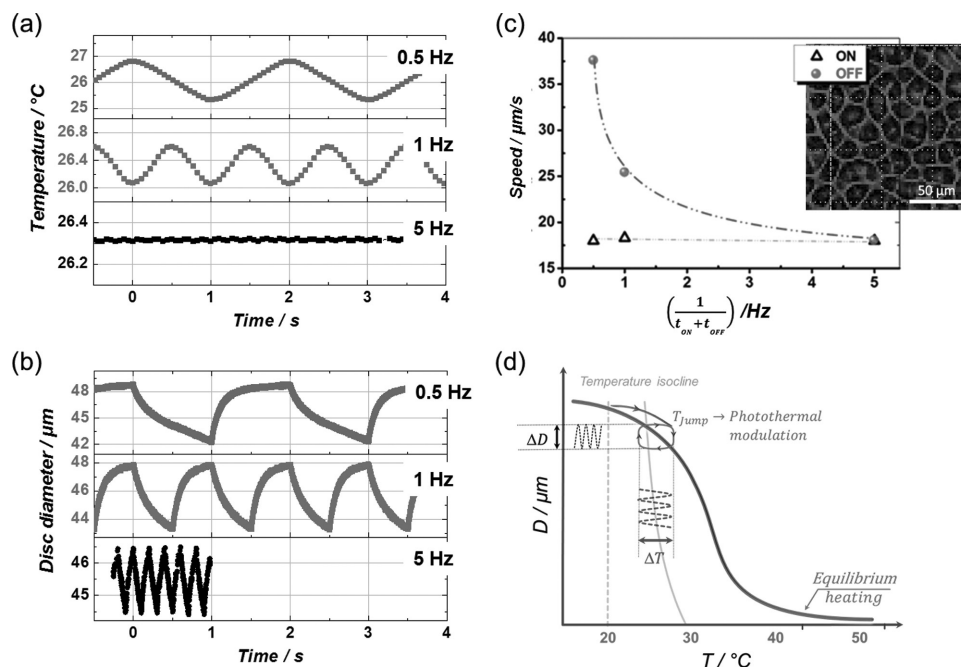 (a)
27
26
25
0.5 Hz
26.8
26.4
26.0
1 Hz
26.4
26.2
5 Hz
Temperature / °C
0 1 2 3 4
Time / s
(b)
48
45
42
0.5 Hz
48
46
44
1 Hz
46
45
5 Hz
Disc diameter / µm
0 1 2 3 4
Time / s
(c)
40
35
30
25
20
15
Speed / µm/s
ON
OFF
50 µm
0 1 2 3 4 5
(1/(t_ON + t_OFF)) /Hz
(d)
Temperature isocline
T_Jump → Photothermal
modulation
ΔD
ΔT
D / µm
Equilibrium
heating
20 40 50
T / °C